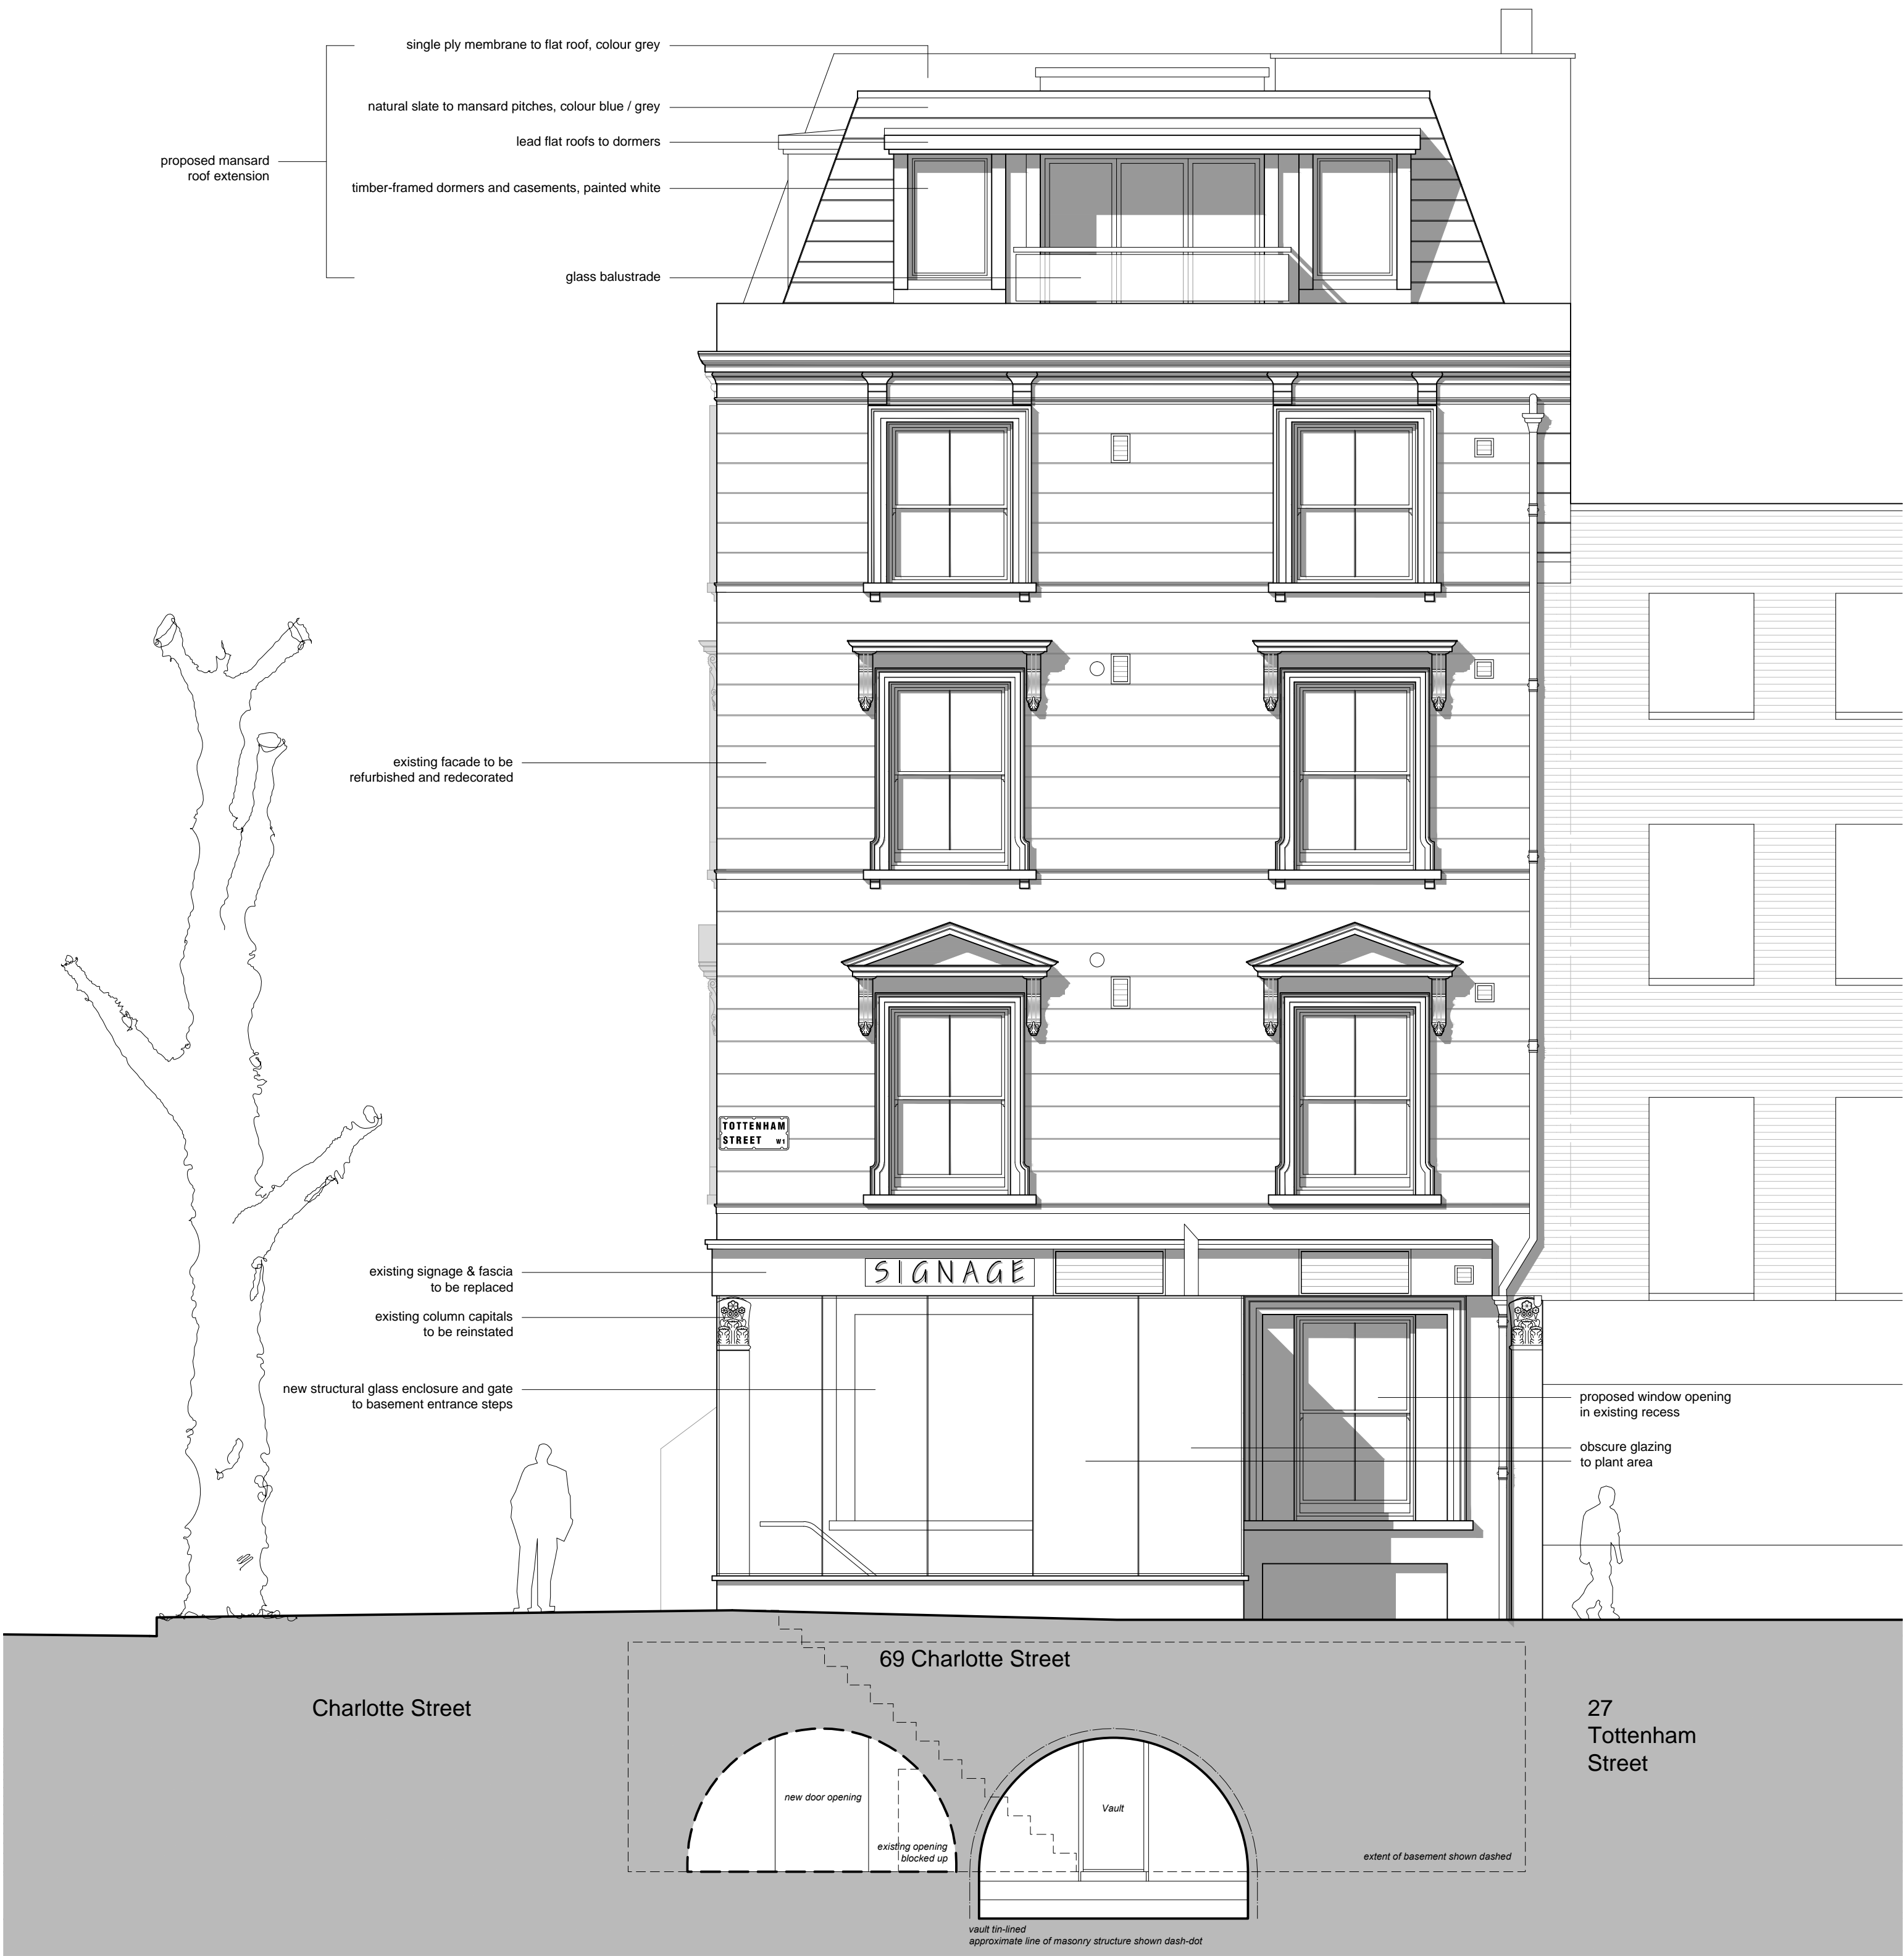 single ply membrane to flat roof, colour grey
natural slate to mansard pitches, colour blue / grey
lead flat roofs to dormers
proposed mansard
roof extension
timber-framed dormers and casements, painted white
glass balustrade
existing facade to be
refurbished and redecorated
TOTTENHAM
STREET W1
existing signage & fascia
to be replaced
SIGNAGE
existing column capitals
to be reinstated
new structural glass enclosure and gate
to basement entrance steps
proposed window opening
in existing recess
obscure glazing
to plant area
69 Charlotte Street
Charlotte Street
27
Tottenham
Street
new door opening
Vault
existing opening
blocked up
extent of basement shown dashed
vault tin-lined
approximate line of masonry structure shown dash-dot